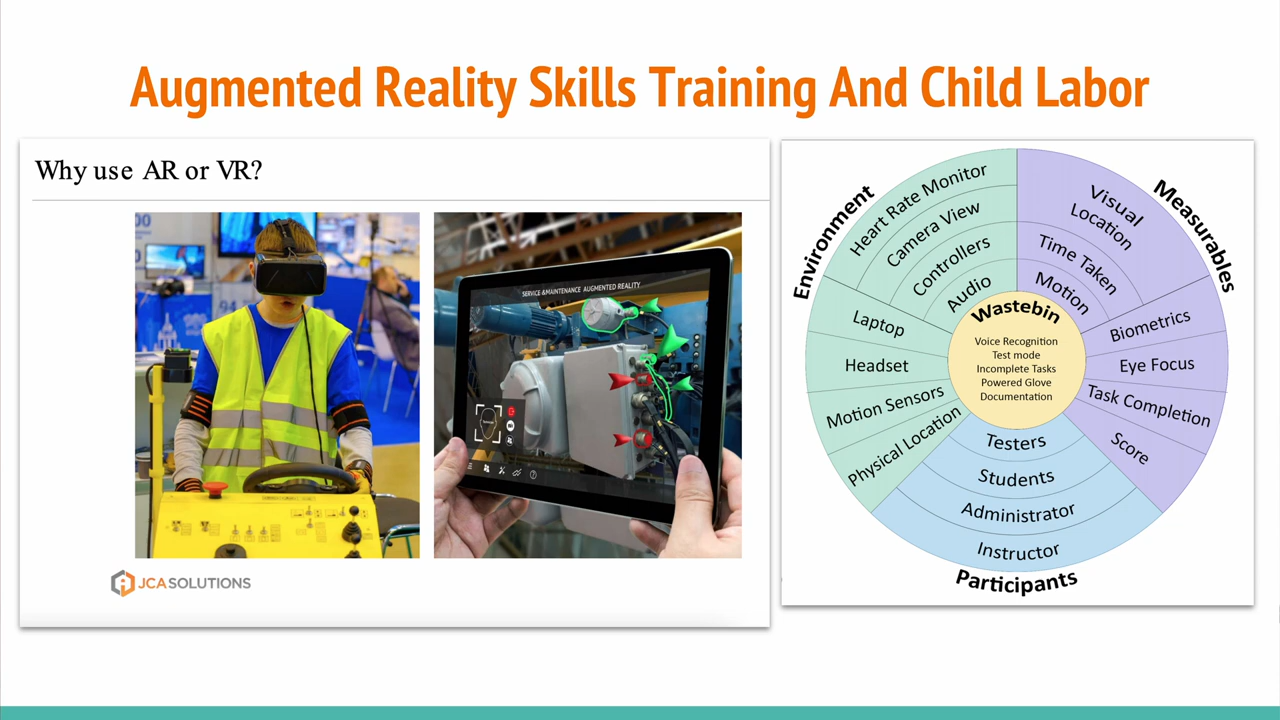 Augmented Reality Skills Training And Child Labor
Why use AR or VR?
94
SERVICE & MAINTENANCE AUGMENTED REALITY
JCA SOLUTIONS
Environment
Heart Rate Monitor
Camera View
Controllers
Audio
Laptop
Headset
Motion Sensors
Physical Location
Measurables
Visual
Location
Time Taken
Motion
Biometrics
Eye Focus
Task Completion
Score
Wastebin
Voice Recognition
Test mode
Incomplete Tasks
Powered Glove
Documentation
Testers
Students
Administrator
Instructor
Participants